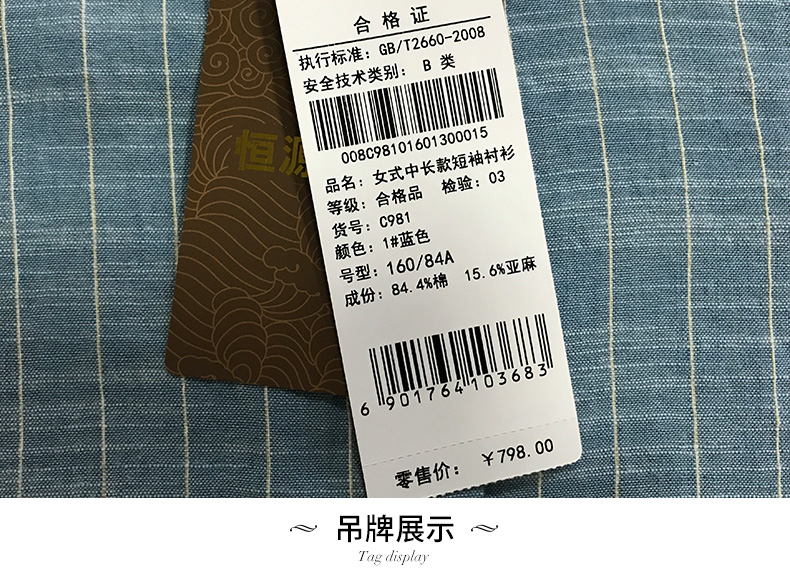 合格证
执行标准：GB/T2660-2008
安全技术类别： B 类
008C98101601300015
品名：女式中长款短袖衬衫
等级：合格品 检验：03
货号：C981
颜色：1#蓝色
号型：160/84A
成份：84.4%棉 15.6%亚麻
6 901764 103683
零售价： ￥798.00
恒源
吊牌展示
Tag display